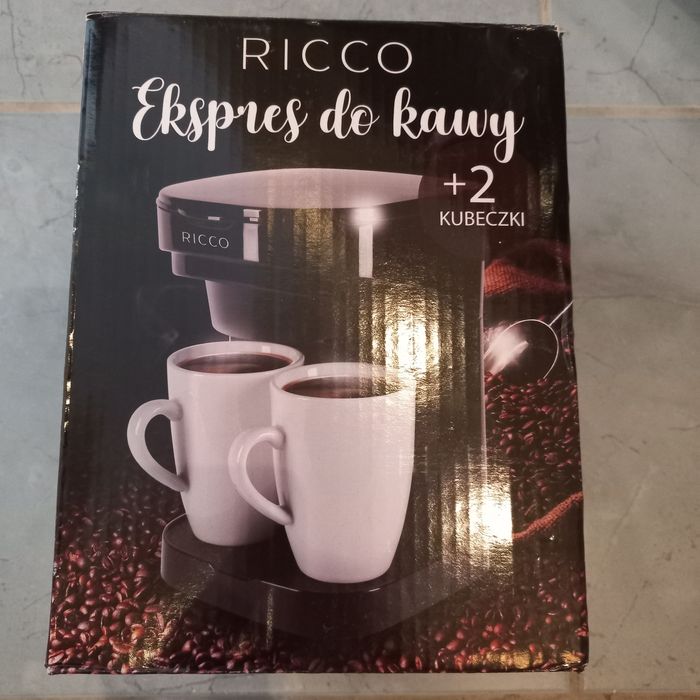 RICCO
Ekspres do kawy
+2
KUBECZKI
RICCO